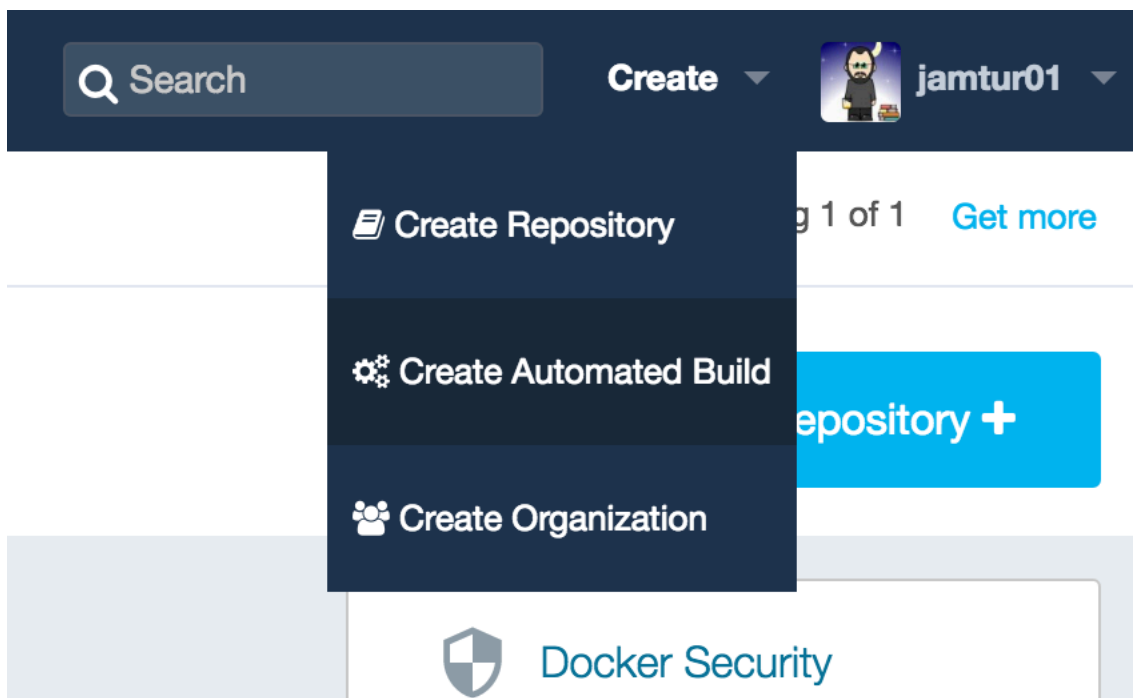 Search
Create
jamtur01
Create Repository
g 1 of 1
Get more
Create Automated Build
epository
Create Organization
Docker Security